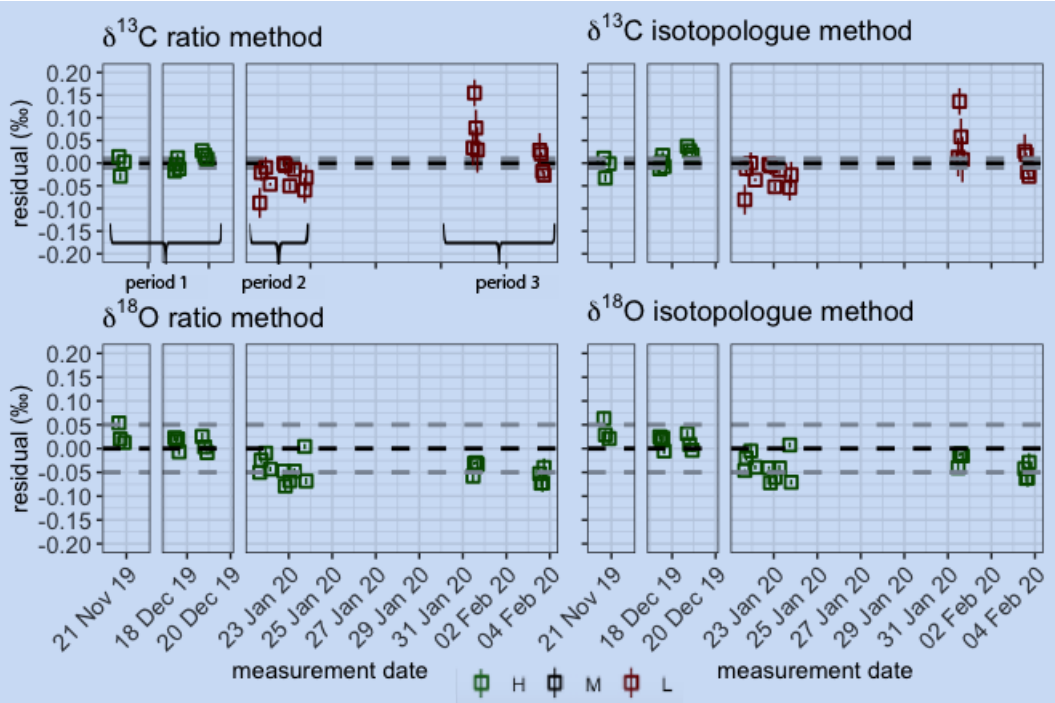 δ13C ratio method
δ13C isotopologue method
residual (‰)
0.20
0.15
0.10
0.05
0.00
-0.05
-0.10
-0.15
-0.20
period 1
period 2
period 3
δ18O ratio method
δ18O isotopologue method
residual (‰)
0.20
0.15
0.10
0.05
0.00
-0.05
-0.10
-0.15
-0.20
21 Nov 19
18 Dec 19
20 Dec 19
23 Jan 20
25 Jan 20
27 Jan 20
29 Jan 20
31 Jan 20
02 Feb 20
04 Feb 20
21 Nov 19
18 Dec 19
20 Dec 19
23 Jan 20
25 Jan 20
27 Jan 20
29 Jan 20
31 Jan 20
02 Feb 20
04 Feb 20
measurement date
measurement date
H M L